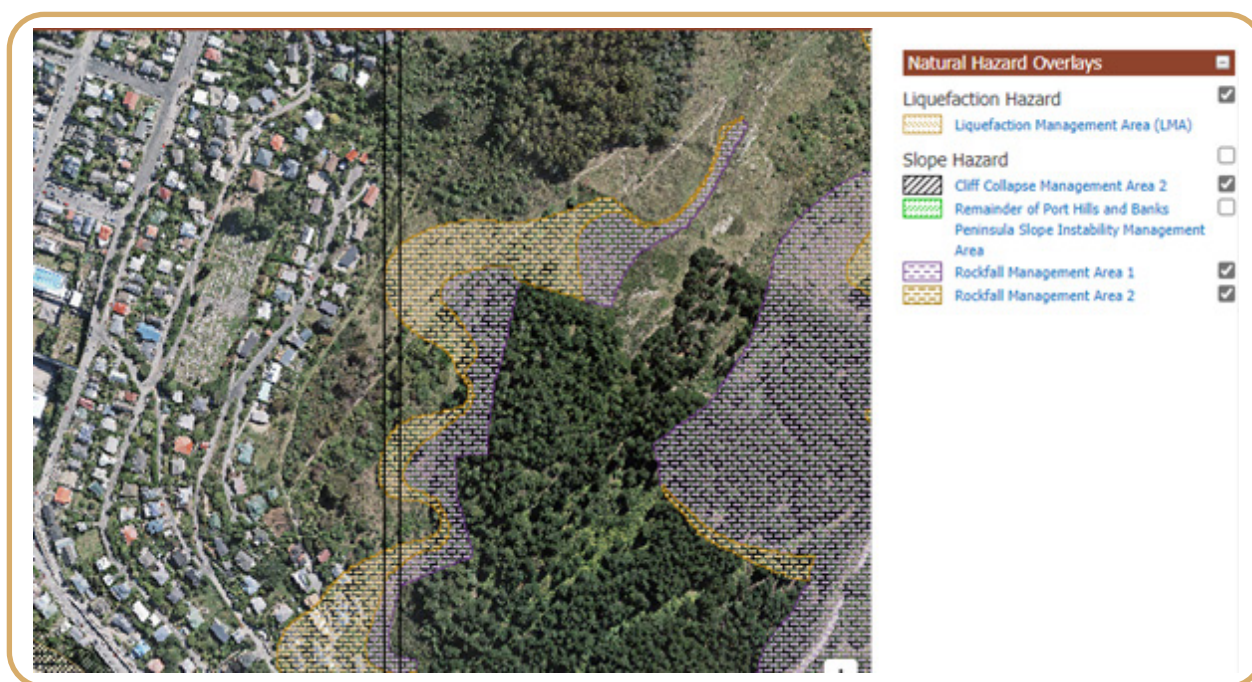 Natural Hazard Overlays
Liquefaction Hazard
Liquefaction Management Area (LMA)
Slope Hazard
Cliff Collapse Management Area 2
Remainder of Port Hills and Banks
Peninsula Slope Instability Management
Area
Rockfall Management Area 1
Rockfall Management Area 2